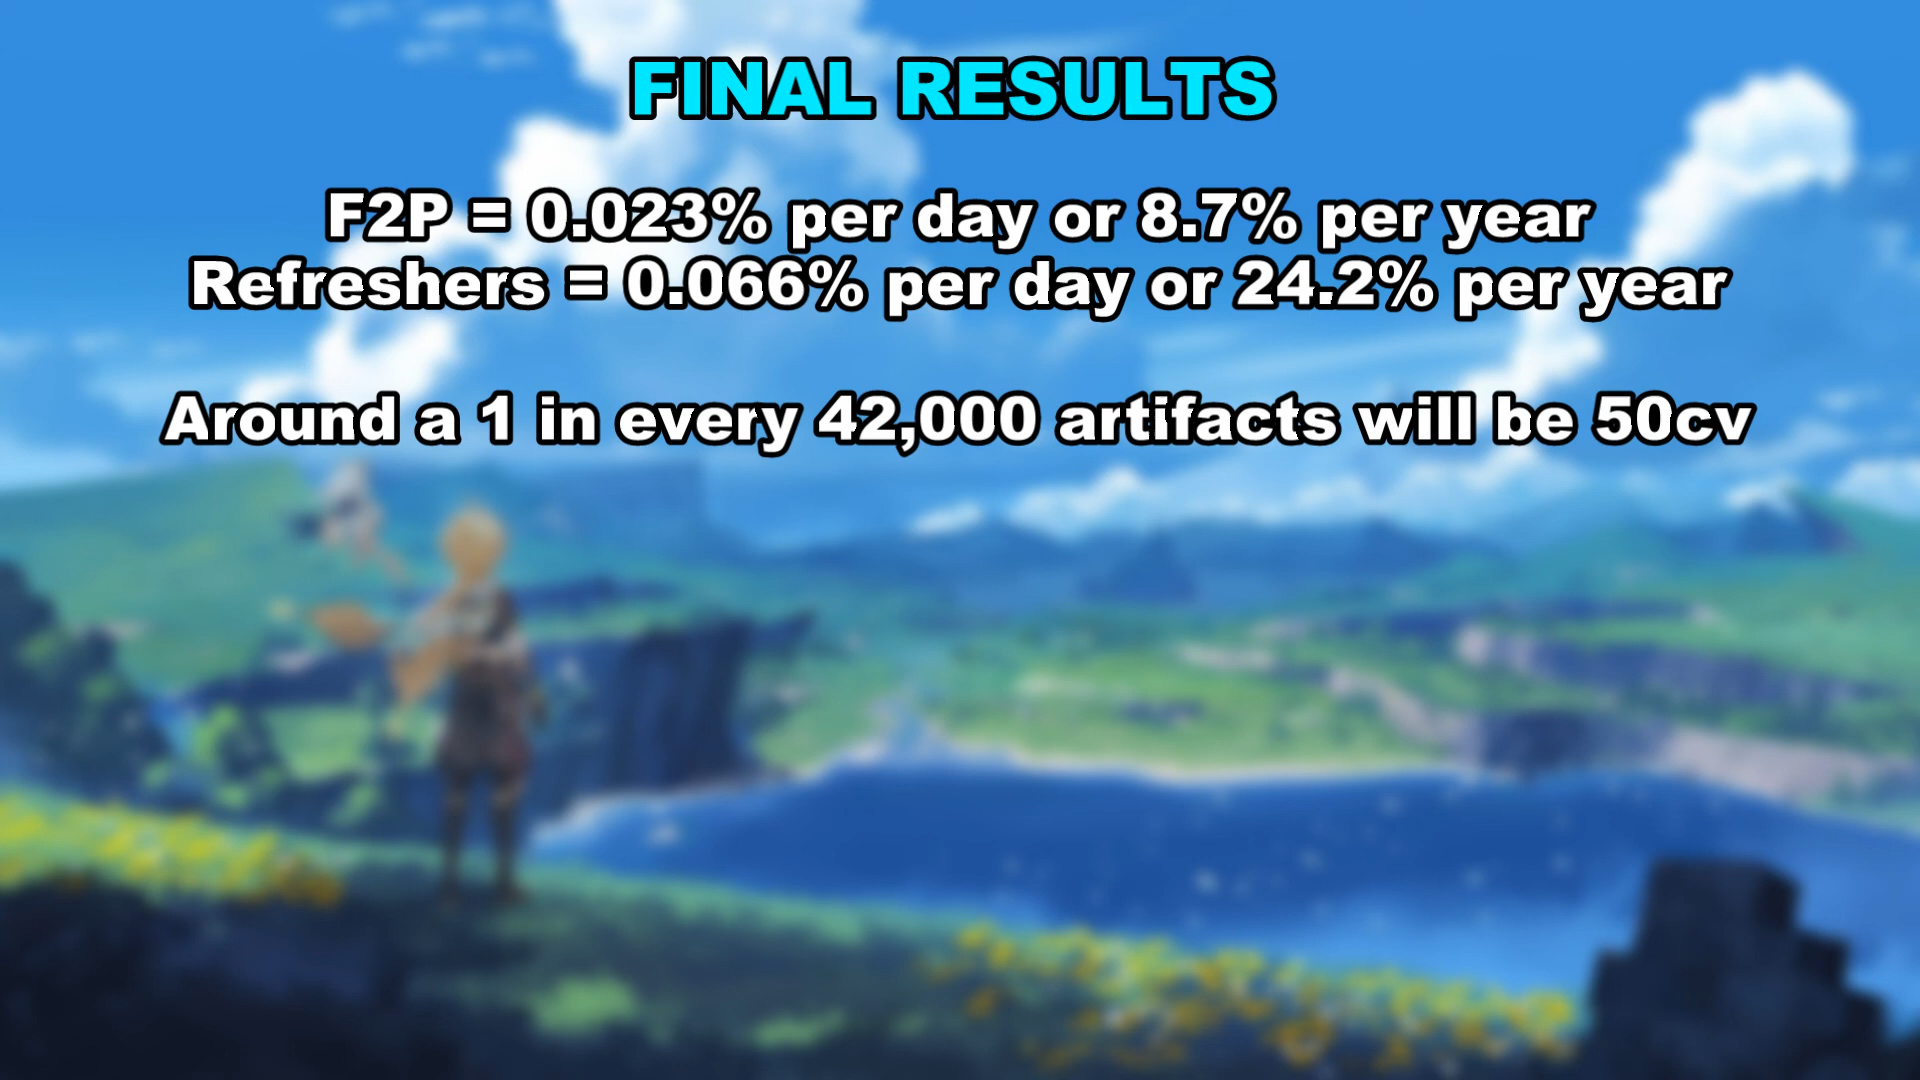 FINAL RESULTS
F2P = 0.023% per day or 8.7% per year
Refreshers = 0.066% per day or 24.2% per year
Around a 1 in every 42,000 artifacts will be 50cv